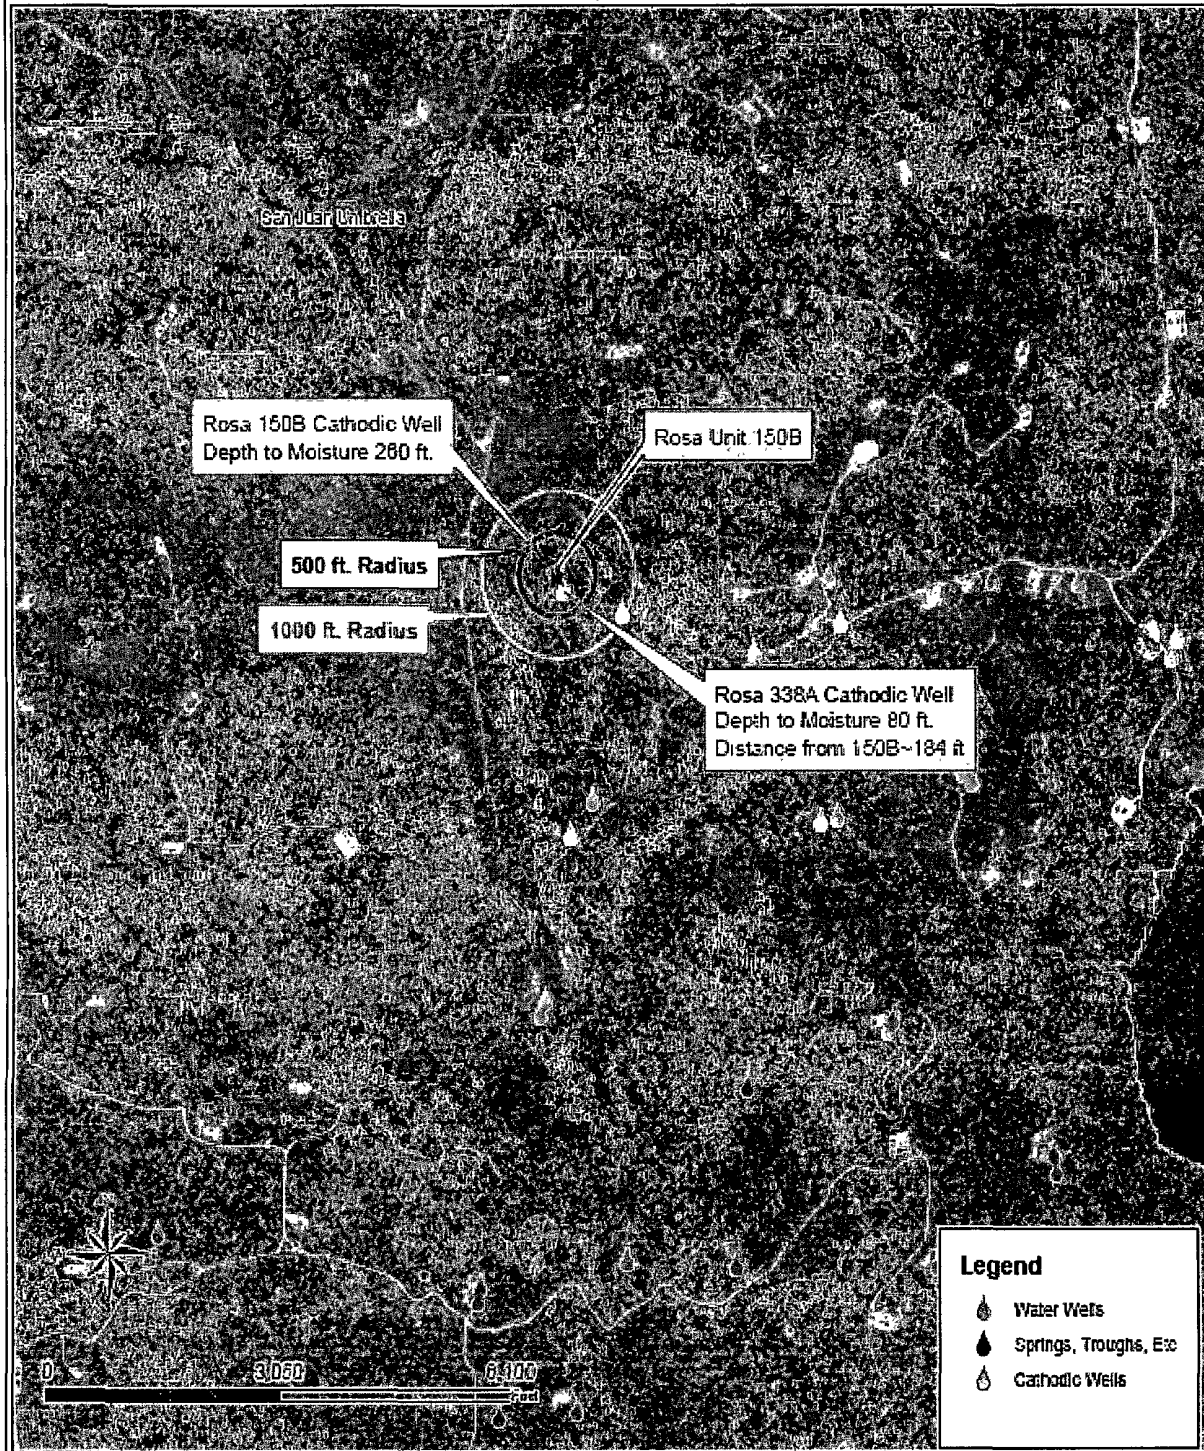 San Juan Umbrella
Rosa 150B Cathodic Well
Depth to Moisture 260 ft.
Rosa Unit 150B
500 ft. Radius
1000 ft. Radius
Rosa 338A Cathodic Well
Depth to Moisture 80 ft.
Distance from 150B~184 ft
Legend
Water Wells
Springs, Troughs, Etc
Cathodic Wells
0 3,050 6,100
Feet